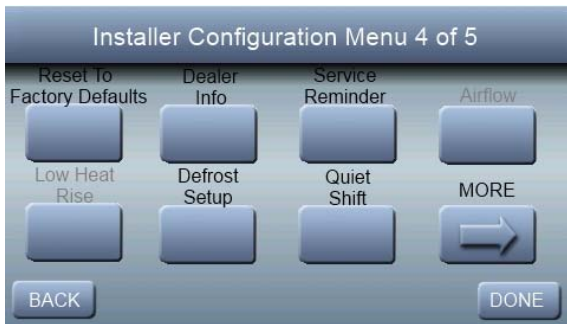 Installer Configuration Menu 4 of 5
Reset To
Factory Defaults
Dealer
Info
Service
Reminder
Airflow
Low Heat
Rise
Defrost
Setup
Quiet
Shift
MORE
BACK
DONE